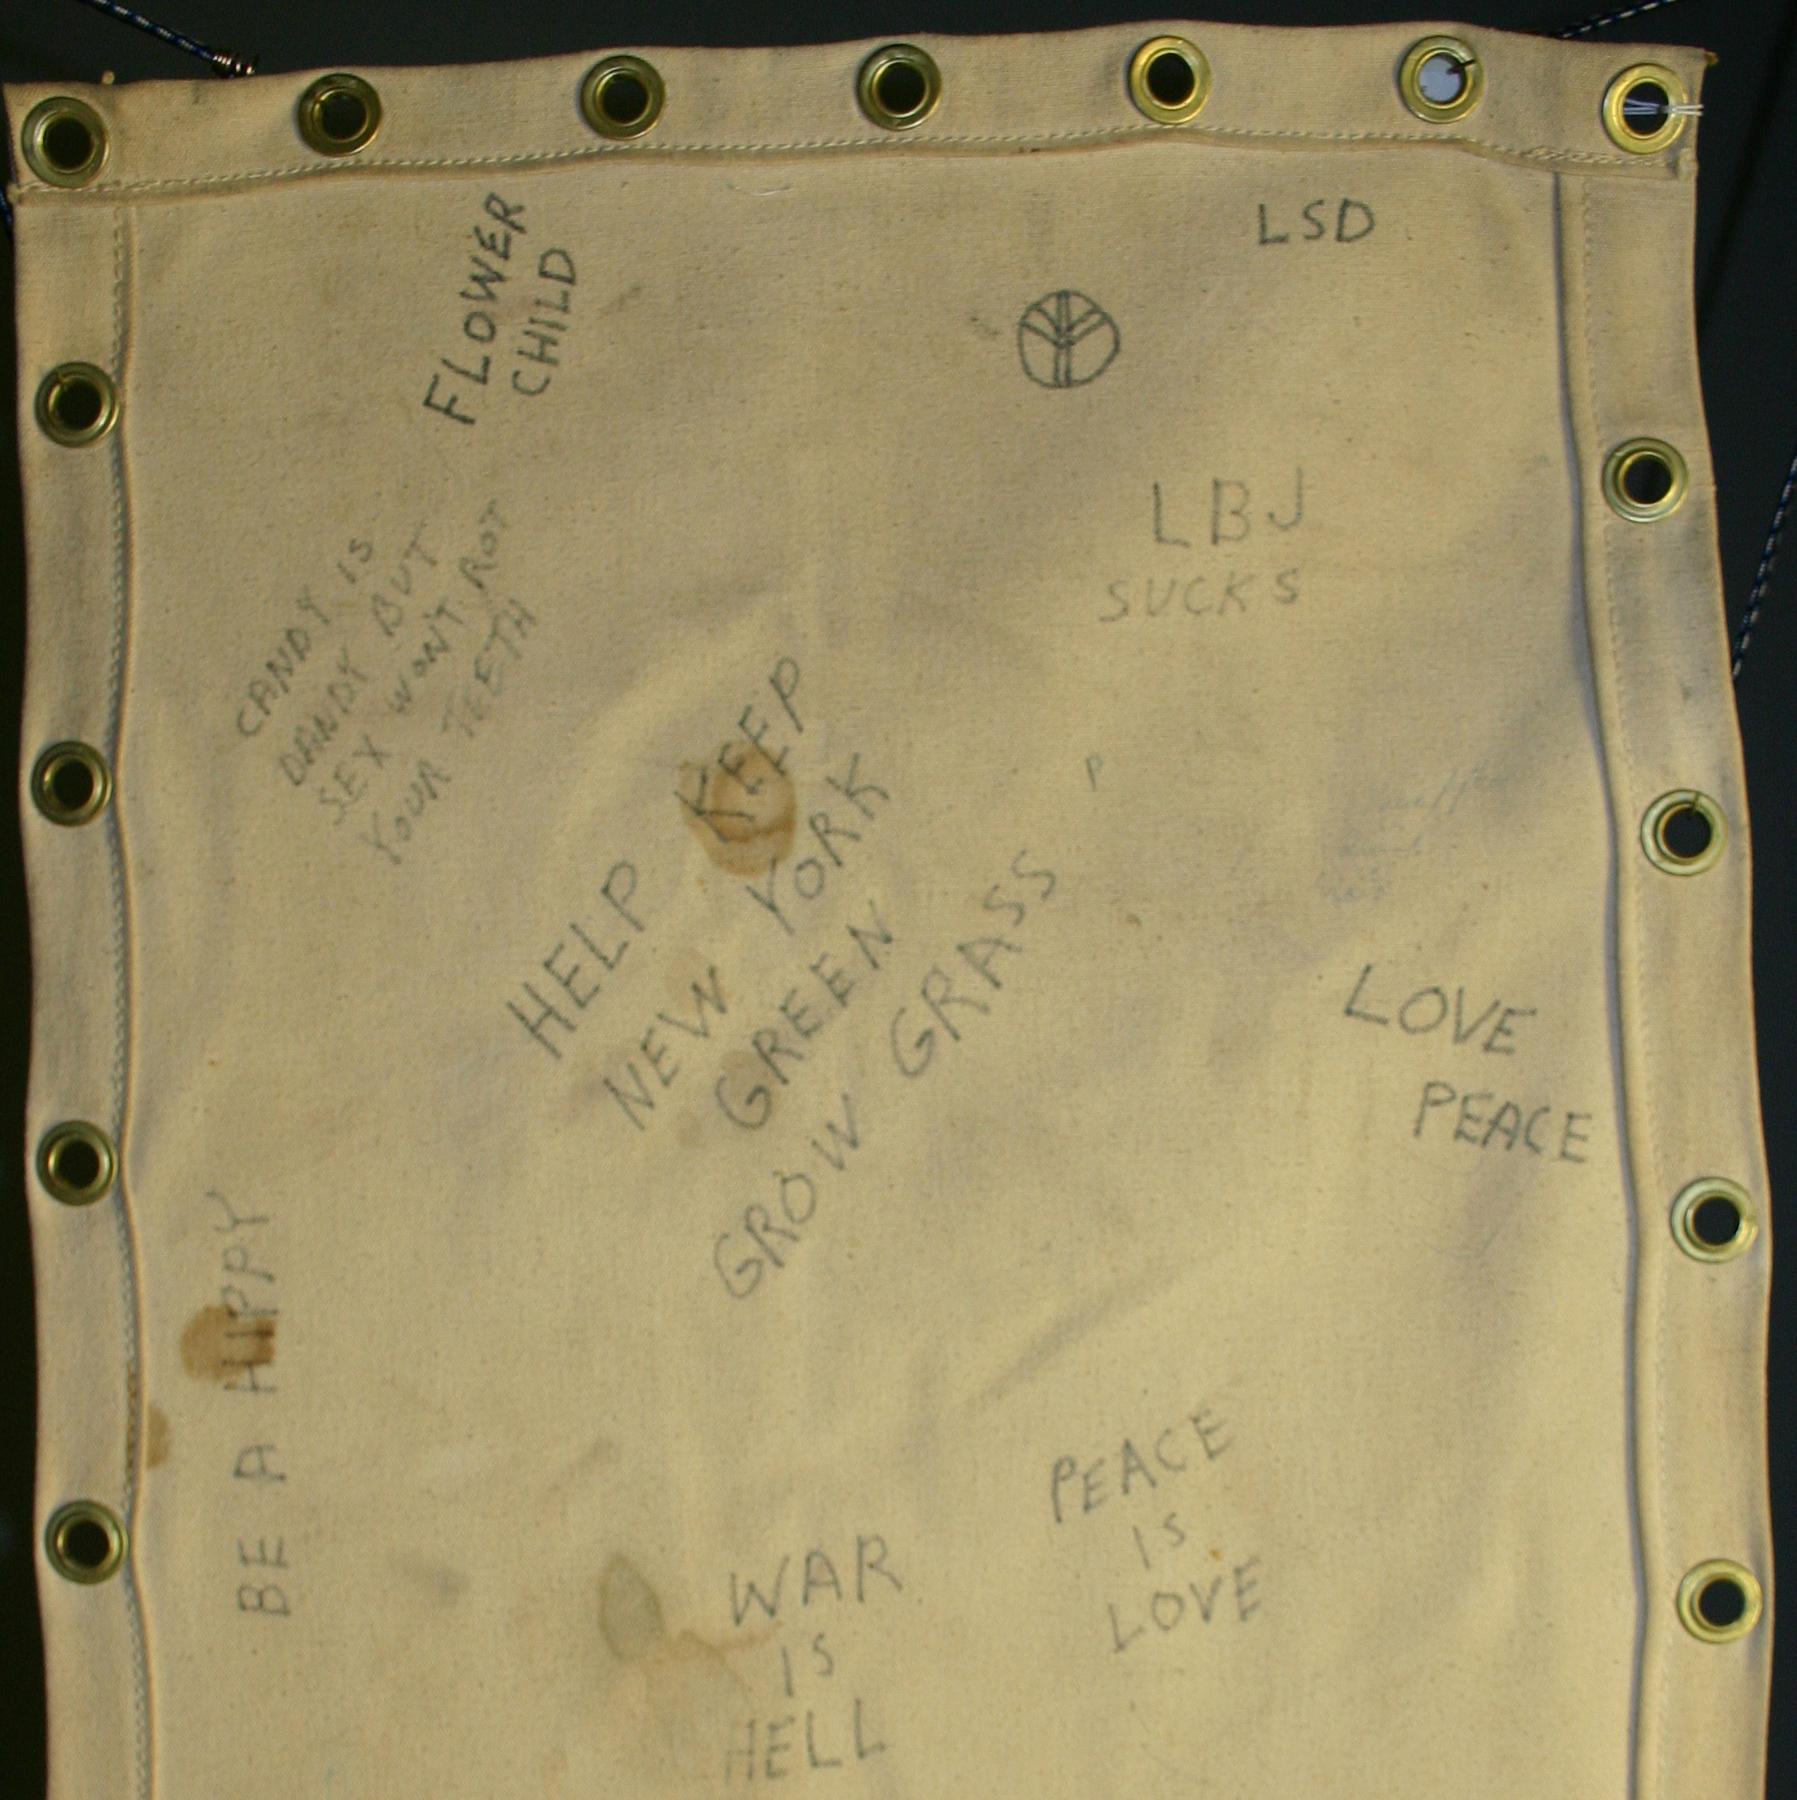 LSD
FLOWER
CHILD
LBJ
SUCKS
CANDY IS
DANDY BUT
SEX WON'T ROT
YOUR TEETH
HELP KEEP
NEW YORK
GREEN
GROW GRASS
P
LOVE
PEACE
BE A HIPPY
PEACE
IS
LOVE
WAR
IS
HELL